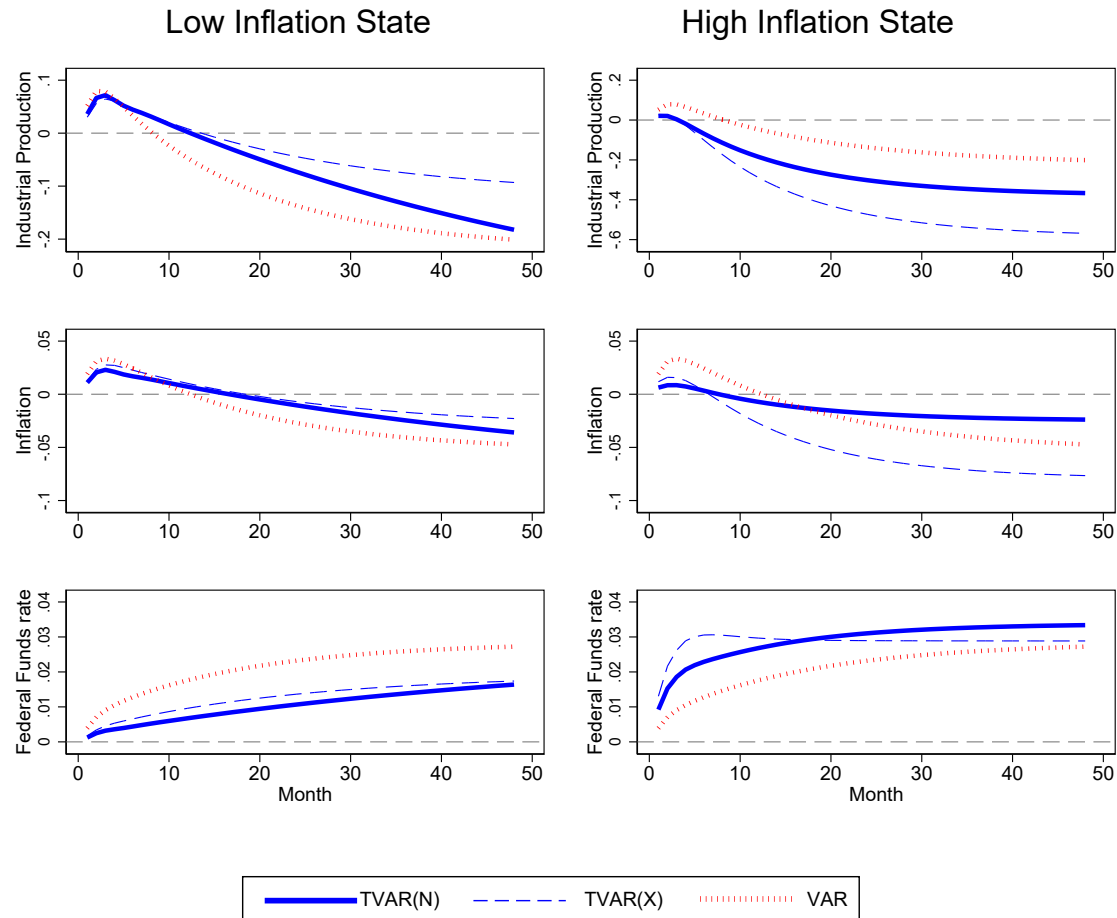 Low Inflation State
High Inflation State
Industrial Production
.1
0
-.1
-.2
0 10 20 30 40 50
Industrial Production
.2
0
-.2
-.4
-.6
0 10 20 30 40 50
Inflation
.05
0
-.05
-.1
0 10 20 30 40 50
Inflation
.05
0
-.05
-.1
0 10 20 30 40 50
Federal Funds rate
.04
.03
.02
.01
0
0 10 20 30 40 50
Month
Federal Funds rate
.04
.03
.02
.01
0
0 10 20 30 40 50
Month
TVAR(N) TVAR(X) VAR